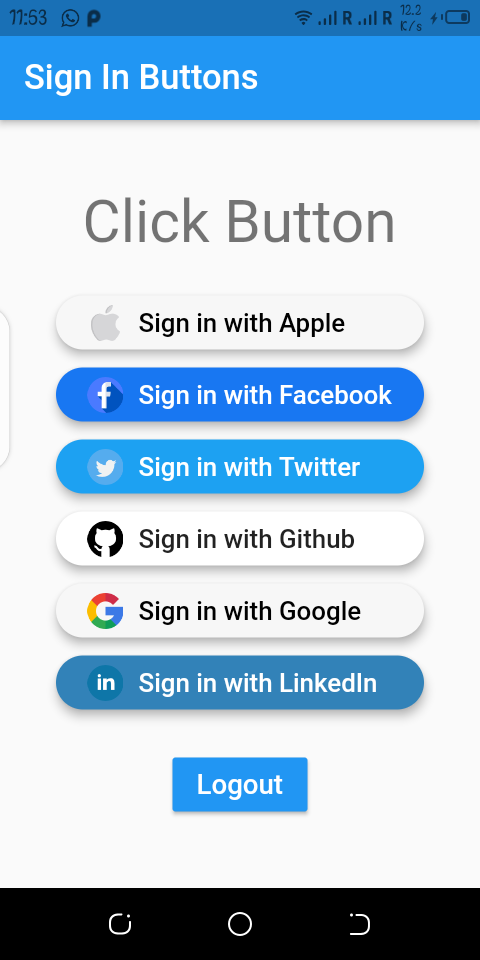 11:53 R R 12.2 K/s
Sign In Buttons
Click Button
Sign in with Apple
Sign in with Facebook
Sign in with Twitter
Sign in with Github
Sign in with Google
in Sign in with LinkedIn
Logout